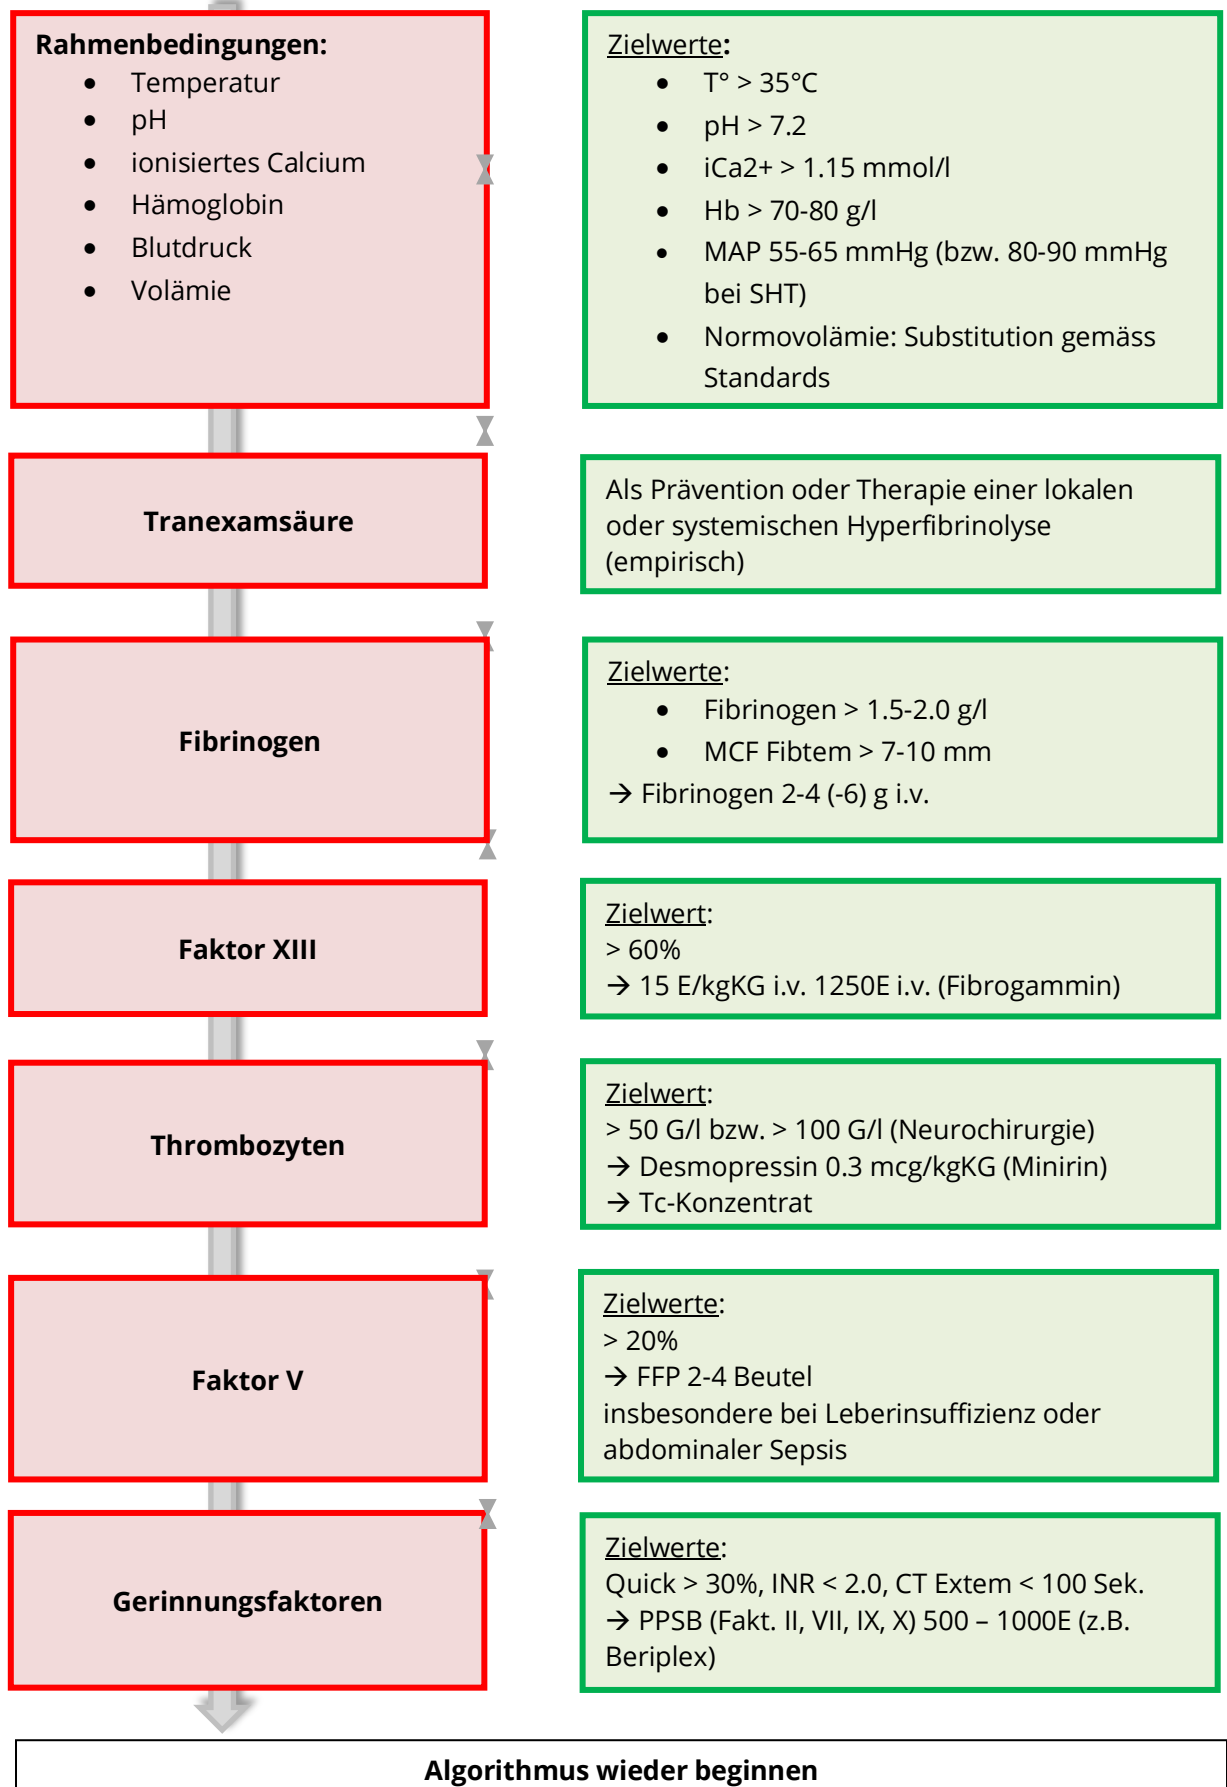 Rahmenbedingungen:
• Temperatur
• pH
• ionisiertes Calcium
• Hämoglobin
• Blutdruck
• Volämie
Zielwerte:
• T° > 35°C
• pH > 7.2
• iCa2+ > 1.15 mmol/l
• Hb > 70-80 g/l
• MAP 55-65 mmHg (bzw. 80-90 mmHg
bei SHT)
• Normovolämie: Substitution gemäss
Standards
Tranexamsäure
Als Prävention oder Therapie einer lokalen
oder systemischen Hyperfibrinolyse
(empirisch)
Fibrinogen
Zielwerte:
• Fibrinogen > 1.5-2.0 g/l
• MCF Fibtem > 7-10 mm
→ Fibrinogen 2-4 (-6) g i.v.
Faktor XIII
Zielwert:
> 60%
→ 15 E/kgKG i.v. 1250E i.v. (Fibrogammin)
Thrombozyten
Zielwert:
> 50 G/l bzw. > 100 G/l (Neurochirurgie)
→ Desmopressin 0.3 mcg/kgKG (Minirin)
→ Tc-Konzentrat
Faktor V
Zielwerte:
> 20%
→ FFP 2-4 Beutel
insbesondere bei Leberinsuffizienz oder
abdominaler Sepsis
Gerinnungsfaktoren
Zielwerte:
Quick > 30%, INR < 2.0, CT Extem < 100 Sek.
→ PPSB (Fakt. II, VII, IX, X) 500 – 1000E (z.B.
Beriplex)
Algorithmus wieder beginnen